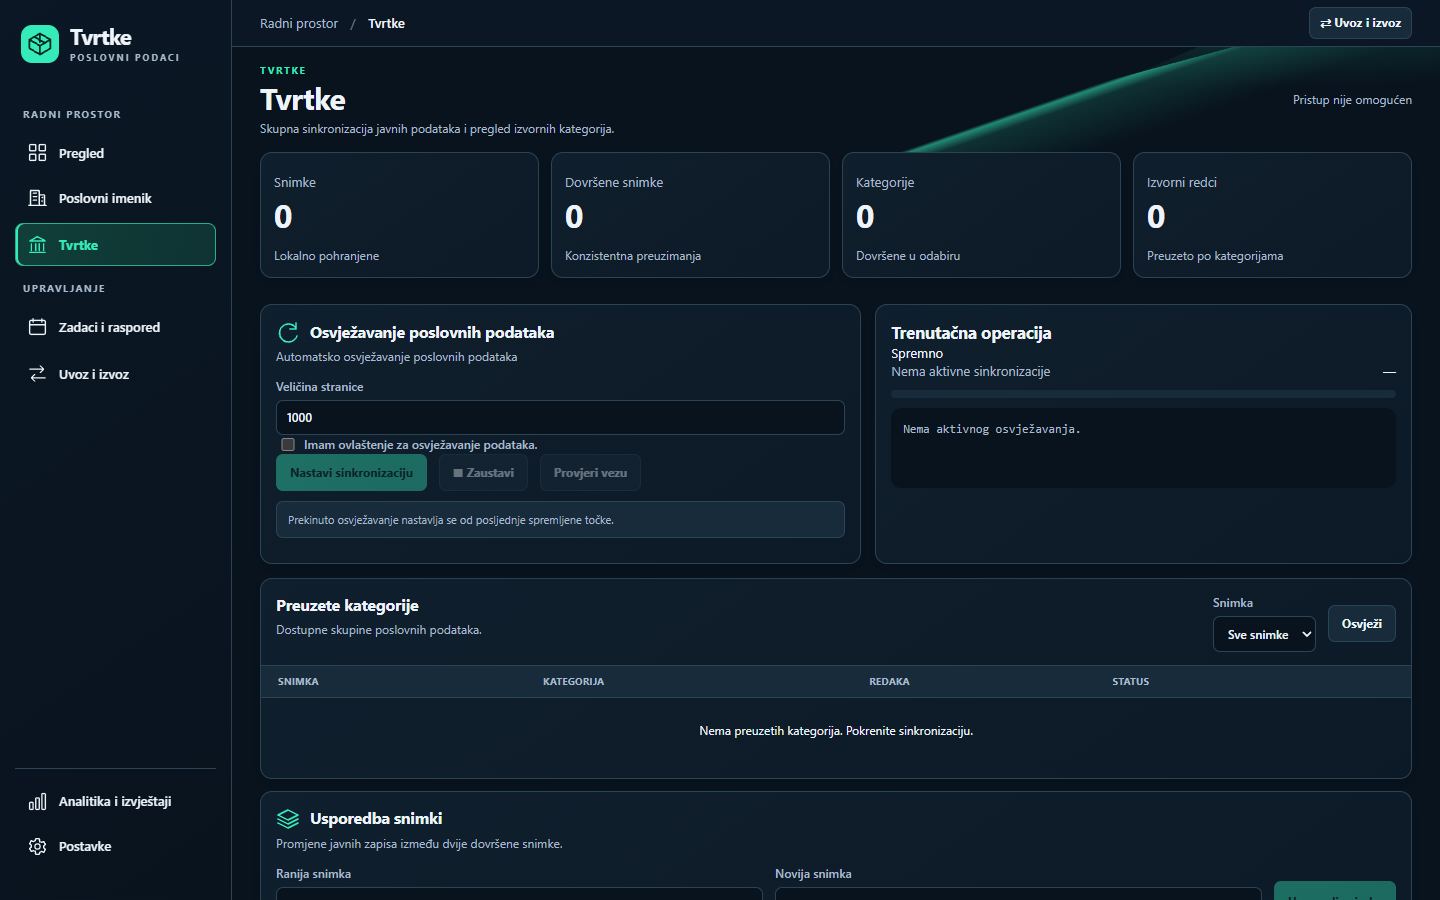 Tvrtke
POSLOVNI PODACI
RADNI PROSTOR
Pregled
Poslovni imenik
Tvrtke
UPRAVLJANJE
Zadaci i raspored
Uvoz i izvoz
Analitika i izvještaji
Postavke
Radni prostor / Tvrtke
⇄ Uvoz i izvoz
TVRTKE
Tvrtke
Skupna sinkronizacija javnih podataka i pregled izvornih kategorija.
Pristup nije omogućen
Snimke
0
Lokalno pohranjene
Dovršene snimke
0
Konzistentna preuzimanja
Kategorije
0
Dovršene u odabiru
Izvorni redci
0
Preuzeto po kategorijama
Osvježavanje poslovnih podataka
Automatsko osvježavanje poslovnih podataka
Veličina stranice
1000
Imam ovlaštenje za osvježavanje podataka.
Nastavi sinkronizaciju
■ Zaustavi
Provjeri vezu
Prekinuto osvježavanje nastavlja se od posljednje spremljene točke.
Trenutačna operacija
Spremno
Nema aktivne sinkronizacije —
Nema aktivnog osvježavanja.
Preuzete kategorije
Dostupne skupine poslovnih podataka.
Snimka
Sve snimke
Osvježi
SNIMKA KATEGORIJA REDAKA STATUS
Nema preuzetih kategorija. Pokrenite sinkronizaciju.
Usporedba snimki
Promjene javnih zapisa između dvije dovršene snimke.
Ranija snimka
Novija snimka